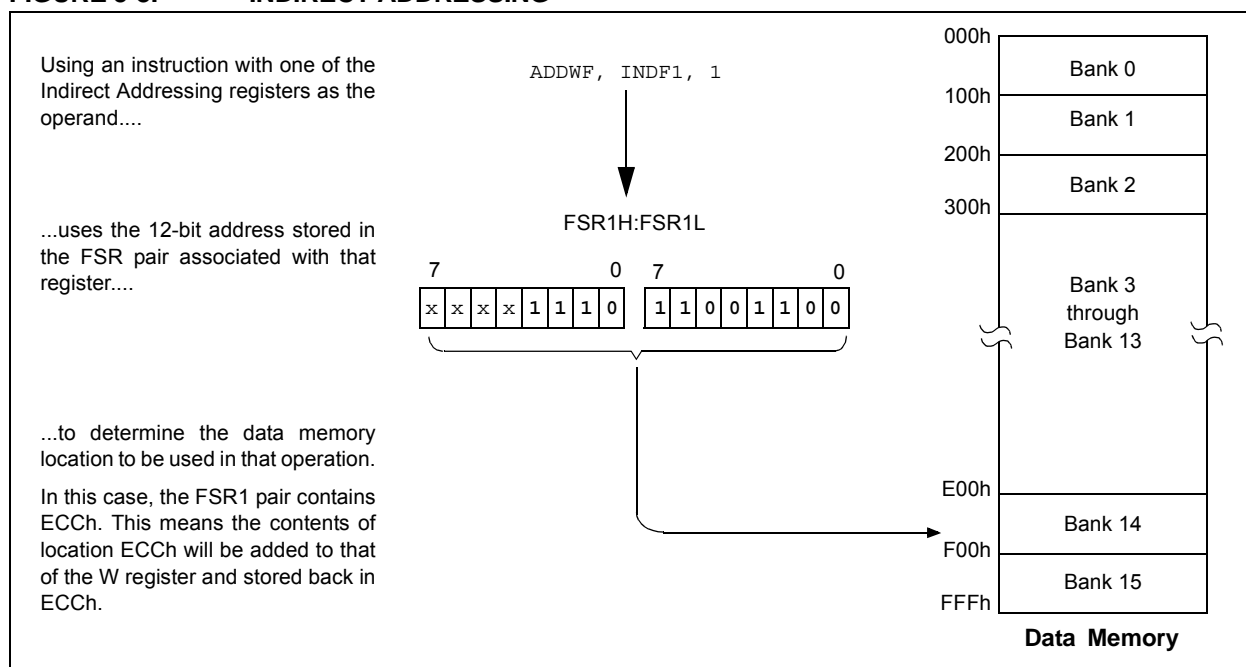 Using an instruction with one of the
Indirect Addressing registers as the
operand....
ADDWF, INDF1, 1
...uses the 12-bit address stored in
the FSR pair associated with that
register....
FSR1H:FSR1L
7 0 7 0
x x x x 1 1 1 0 1 1 0 0 1 1 0 0
...to determine the data memory
location to be used in that operation.
In this case, the FSR1 pair contains
ECCh. This means the contents of
location ECCh will be added to that
of the W register and stored back in
ECCh.
000h
Bank 0
100h
Bank 1
200h
Bank 2
300h
Bank 3
through
Bank 13
E00h
Bank 14
F00h
Bank 15
FFFh
Data Memory